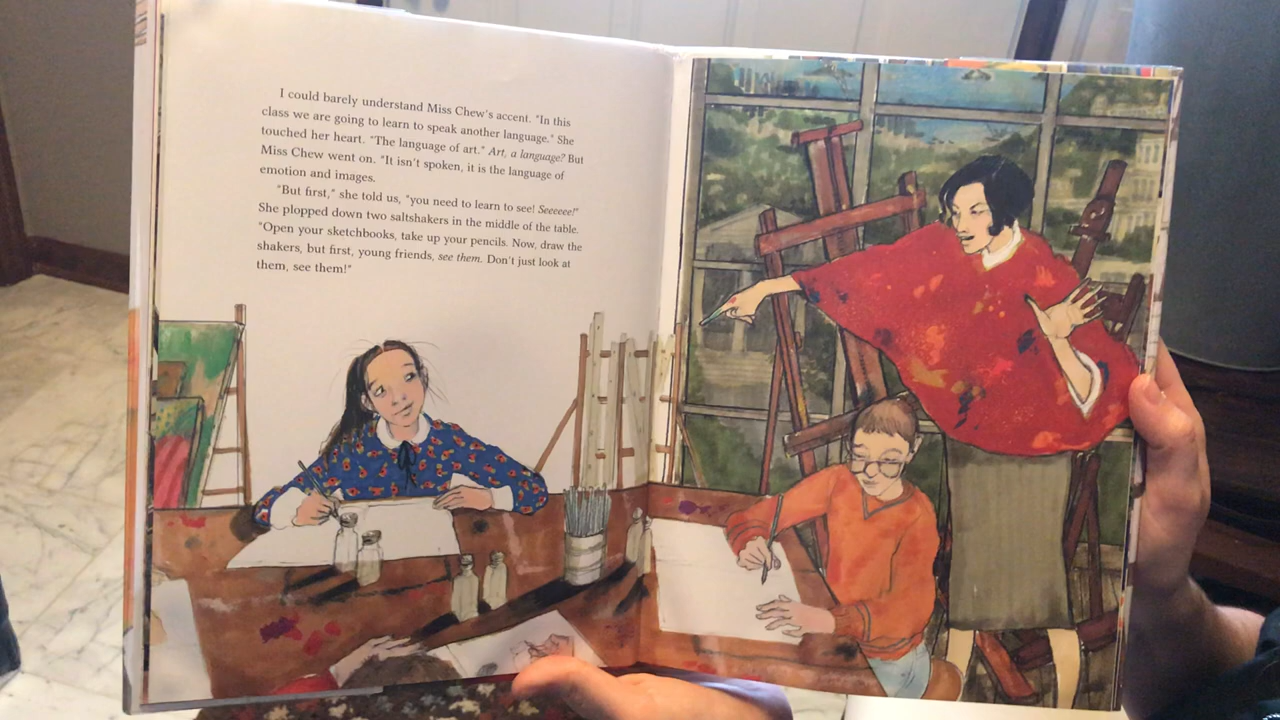 I could barely understand Miss Chew's accent. "In this
class we are going to learn to speak another language." She
touched her heart. "The language of art." Art, a language? But
Miss Chew went on. "It isn't spoken, it is the language of
emotion and images.
"But first," she told us, "you need to learn to see! Seeeeee!"
She plopped down two saltshakers in the middle of the table.
"Open your sketchbooks, take up your pencils. Now, draw the
shakers, but first, young friends, see them. Don't just look at
them, see them!"